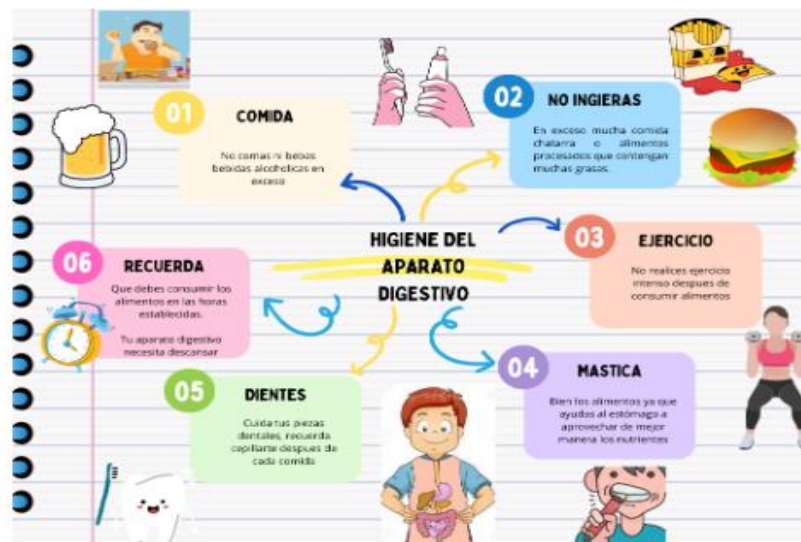 HIGIENE DEL
APARATO
DIGESTIVO
01
COMIDA
No comas ni bebas
bebidas alcoholicas en
exceso
02
NO INGIERAS
En exceso mucha comida
chatarra o alimentos
procesados que contengan
muchas grasas.
03
EJERCICIO
No realices ejercicio
intenso despues de
consumir alimentos
04
MASTICA
Bien los alimentos ya que
ayudas al estómago a
aprovechar de mejor
manera los nutrientes
05
DIENTES
Cuida tus piezas
dentales, recuerda
cepillarte despues de
cada comida
06
RECUERDA
Que debes consumir los
alimentos en las horas
establecidas.
Tu aparato digestivo
necesita descansar